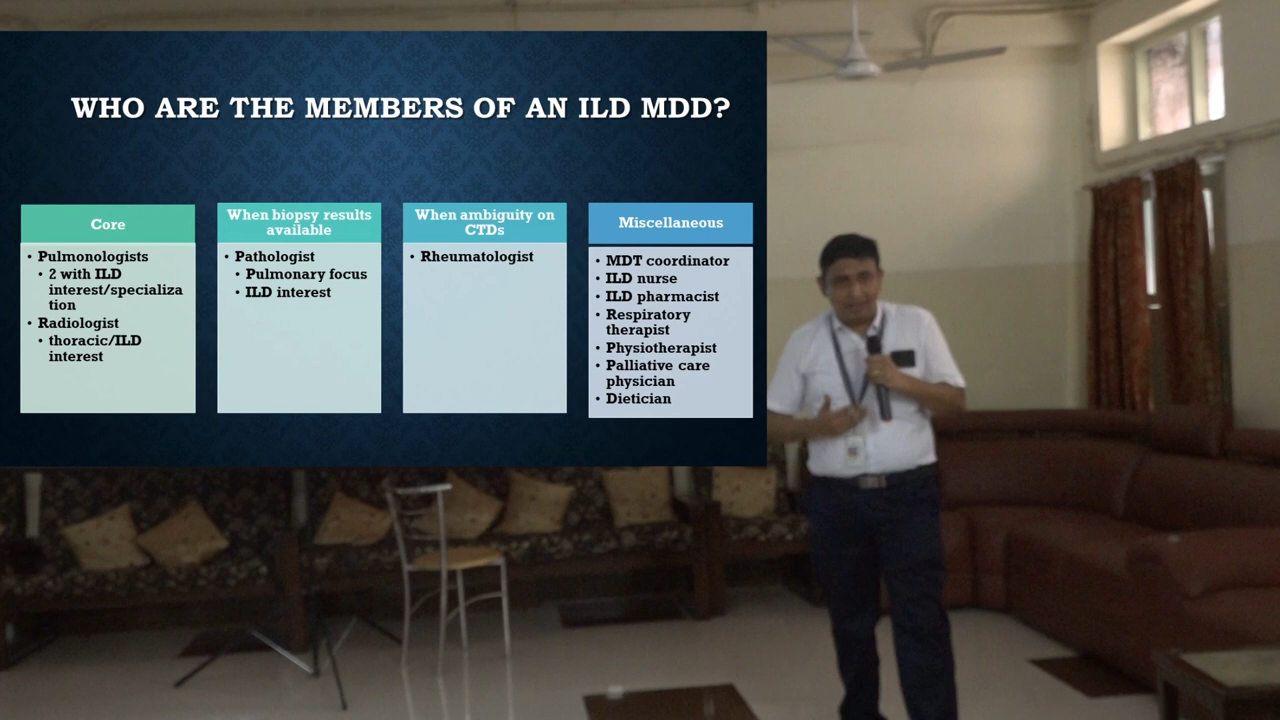 WHO ARE THE MEMBERS OF AN ILD MDD?
Core
• Pulmonologists
• 2 with ILD
interest/specializa
tion
• Radiologist
• thoracic/ILD
interest
When biopsy results
available
• Pathologist
• Pulmonary focus
• ILD interest
When ambiguity on
CTDs
• Rheumatologist
Miscellaneous
• MDT coordinator
• ILD nurse
• ILD pharmacist
• Respiratory
therapist
• Physiotherapist
• Palliative care
physician
• Dietician